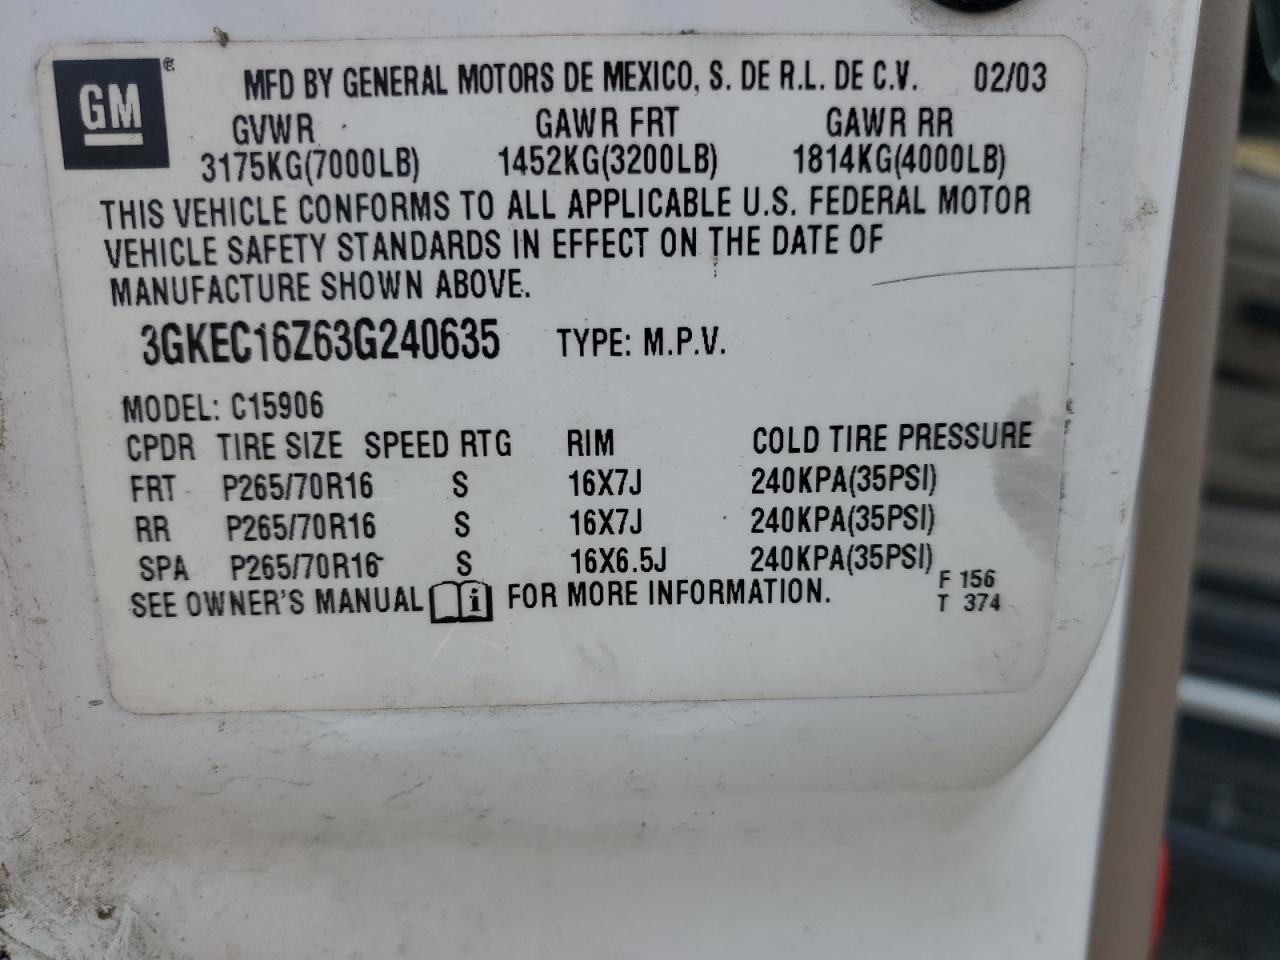 GM®
MFD BY GENERAL MOTORS DE MEXICO, S. DE R.L. DE C.V. 02/03
GVWR GAWR FRT GAWR RR
3175KG(7000LB) 1452KG(3200LB) 1814KG(4000LB)
THIS VEHICLE CONFORMS TO ALL APPLICABLE U.S. FEDERAL MOTOR
VEHICLE SAFETY STANDARDS IN EFFECT ON THE DATE OF
MANUFACTURE SHOWN ABOVE.
3GKEC16Z63G240635 TYPE: M.P.V.
MODEL: C15906
CPDR TIRE SIZE SPEED RTG RIM COLD TIRE PRESSURE
FRT P265/70R16 S 16X7J 240KPA(35PSI)
RR P265/70R16 S 16X7J 240KPA(35PSI)
SPA P265/70R16 S 16X6.5J 240KPA(35PSI)
SEE OWNER'S MANUAL i FOR MORE INFORMATION.
F 156
T 374